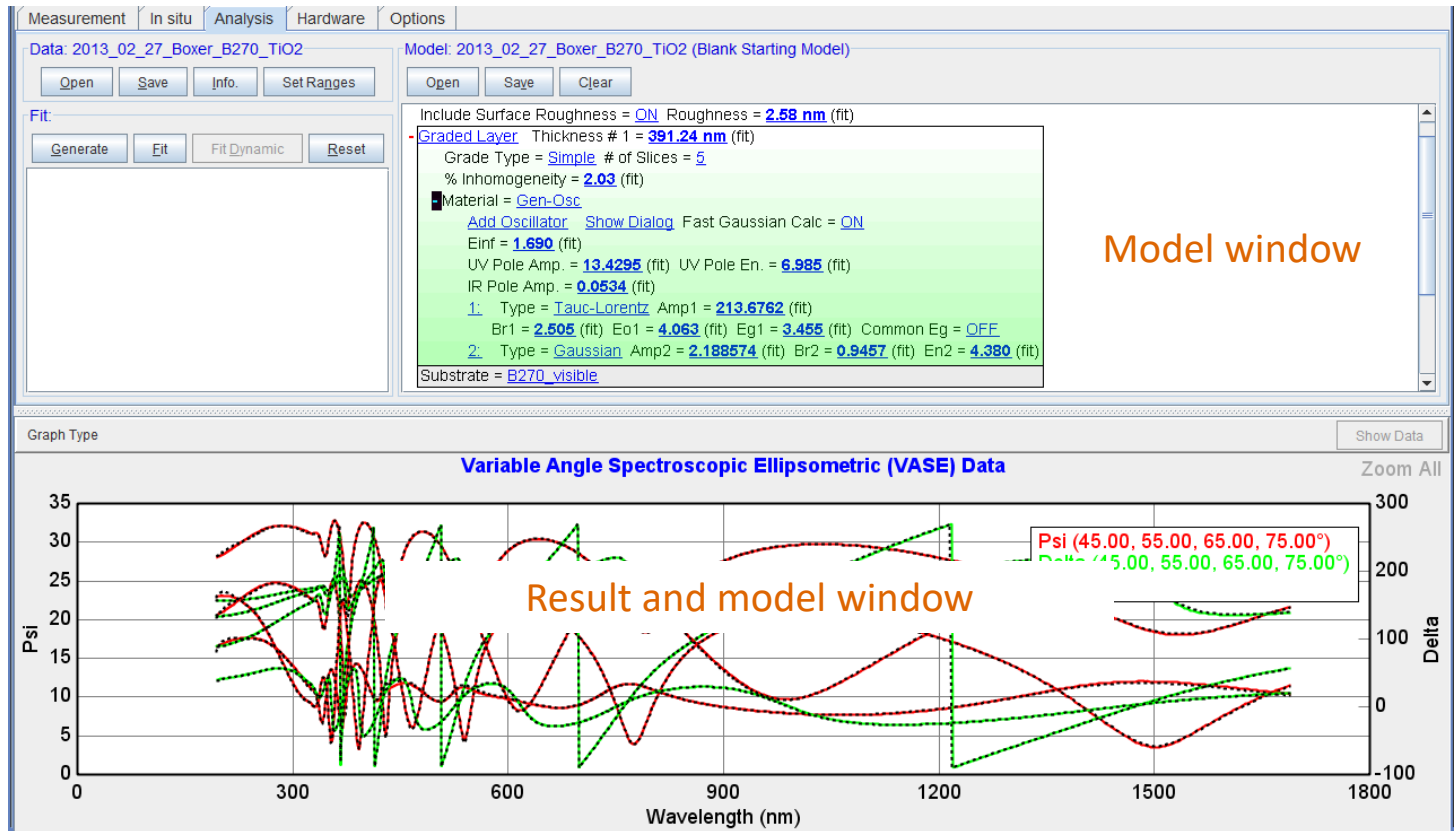 Measurement In situ Analysis Hardware Options
Data: 2013_02_27_Boxer_B270_TiO2
Open Save Info. Set Ranges
Fit:
Generate Fit Fit Dynamic Reset
Model: 2013_02_27_Boxer_B270_TiO2 (Blank Starting Model)
Open Save Clear
Include Surface Roughness = ON Roughness = 2.58 nm (fit)
- Graded Layer Thickness # 1 = 391.24 nm (fit)
Grade Type = Simple # of Slices = 5
% Inhomogeneity = 2.03 (fit)
- Material = Gen-Osc
Add Oscillator Show Dialog Fast Gaussian Calc = ON
Einf = 1.690 (fit)
UV Pole Amp. = 13.4295 (fit) UV Pole En. = 6.985 (fit)
IR Pole Amp. = 0.0534 (fit)
1: Type = Tauc-Lorentz Amp1 = 213.6762 (fit)
Br1 = 2.505 (fit) Eo1 = 4.063 (fit) Eg1 = 3.455 (fit) Common Eg = OFF
2: Type = Gaussian Amp2 = 2.188574 (fit) Br2 = 0.9457 (fit) En2 = 4.380 (fit)
Substrate = B270_visible
Model window
Graph Type Show Data
Variable Angle Spectroscopic Ellipsometric (VASE) Data
Zoom All
Psi (45.00, 55.00, 65.00, 75.00°)
Delta (45.00, 55.00, 65.00, 75.00°)
Result and model window
Psi
35
30
25
20
15
10
5
0
300
200
100
0
-100
Delta
0 300 600 900 1200 1500 1800
Wavelength (nm)